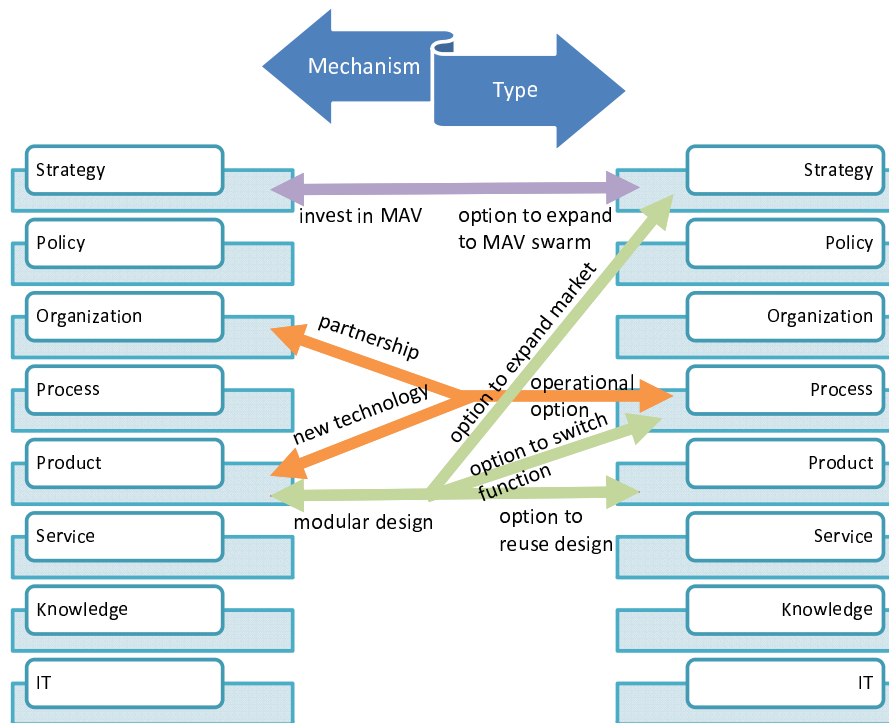 Mechanism
Type
Strategy
Strategy
invest in MAV
option to expand
to MAV swarm
Policy
Policy
option to expand market
Organization
Organization
partnership
Process
Process
operational
option
new technology
option to switch
function
Product
Product
modular design
option to
reuse design
Service
Service
Knowledge
Knowledge
IT
IT